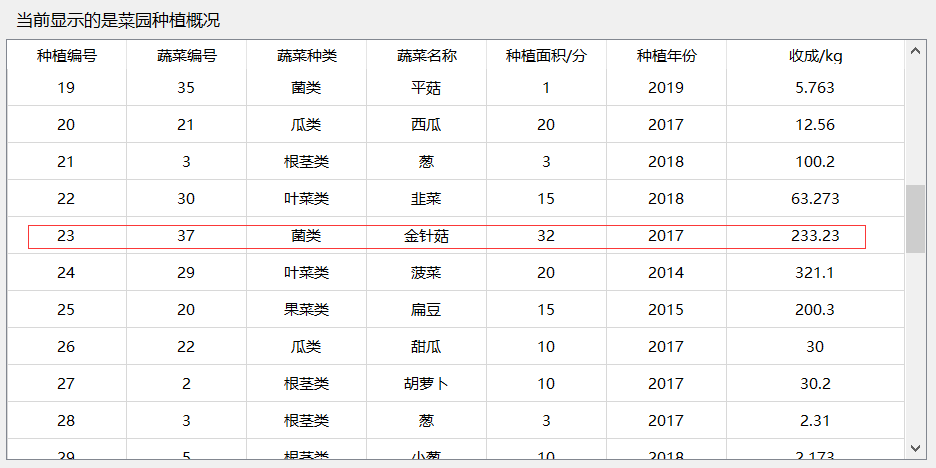 当前显示的是菜园种植概况
种植编号 蔬菜编号 蔬菜种类 蔬菜名称 种植面积/分 种植年份 收成/kg
19 35 菌类 平菇 1 2019 5.763
20 21 瓜类 西瓜 20 2017 12.56
21 3 根茎类 葱 3 2018 100.2
22 30 叶菜类 韭菜 15 2018 63.273
23 37 菌类 金针菇 32 2017 233.23
24 29 叶菜类 菠菜 20 2014 321.1
25 20 果菜类 扁豆 15 2015 200.3
26 22 瓜类 甜瓜 10 2017 30
27 2 根茎类 胡萝卜 10 2017 30.2
28 3 根茎类 葱 3 2017 2.31
29 5 根茎类 小葱 10 2018 2.173